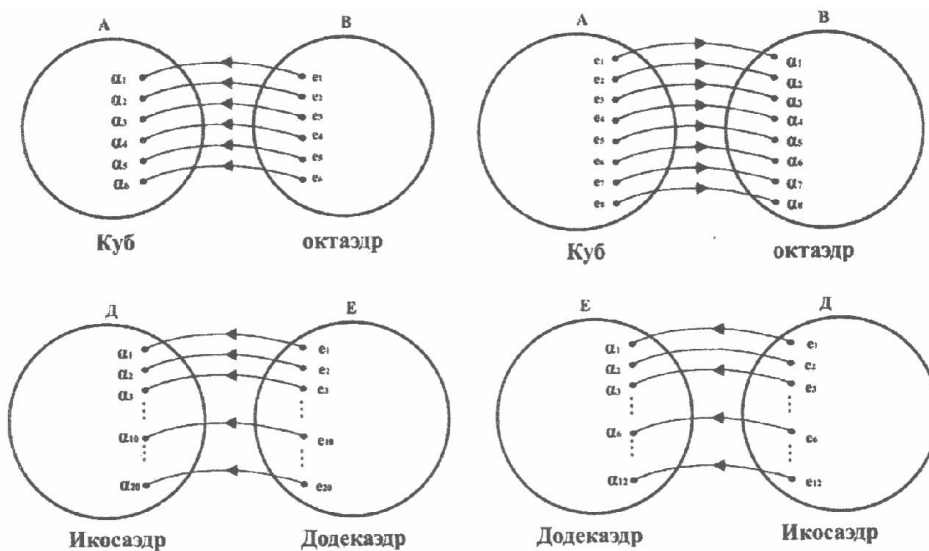 А В А В
α1 e1 e1 α1
α2 e2 e2 α2
α3 e3 e3 α3
α4 e4 e4 α4
α5 e5 e5 α5
α6 e6 e6 α6
e7 α7
e8 α8
Куб октаэдр Куб октаэдр
Д Е Е Д
α1 e1 α1 e1
α2 e2 α2 e2
α3 e3 α3 e3
α10 e10 α6 e6
α20 e20 α12 e12
Икосаэдр Додекаэдр Додекаэдр Икосаэдр